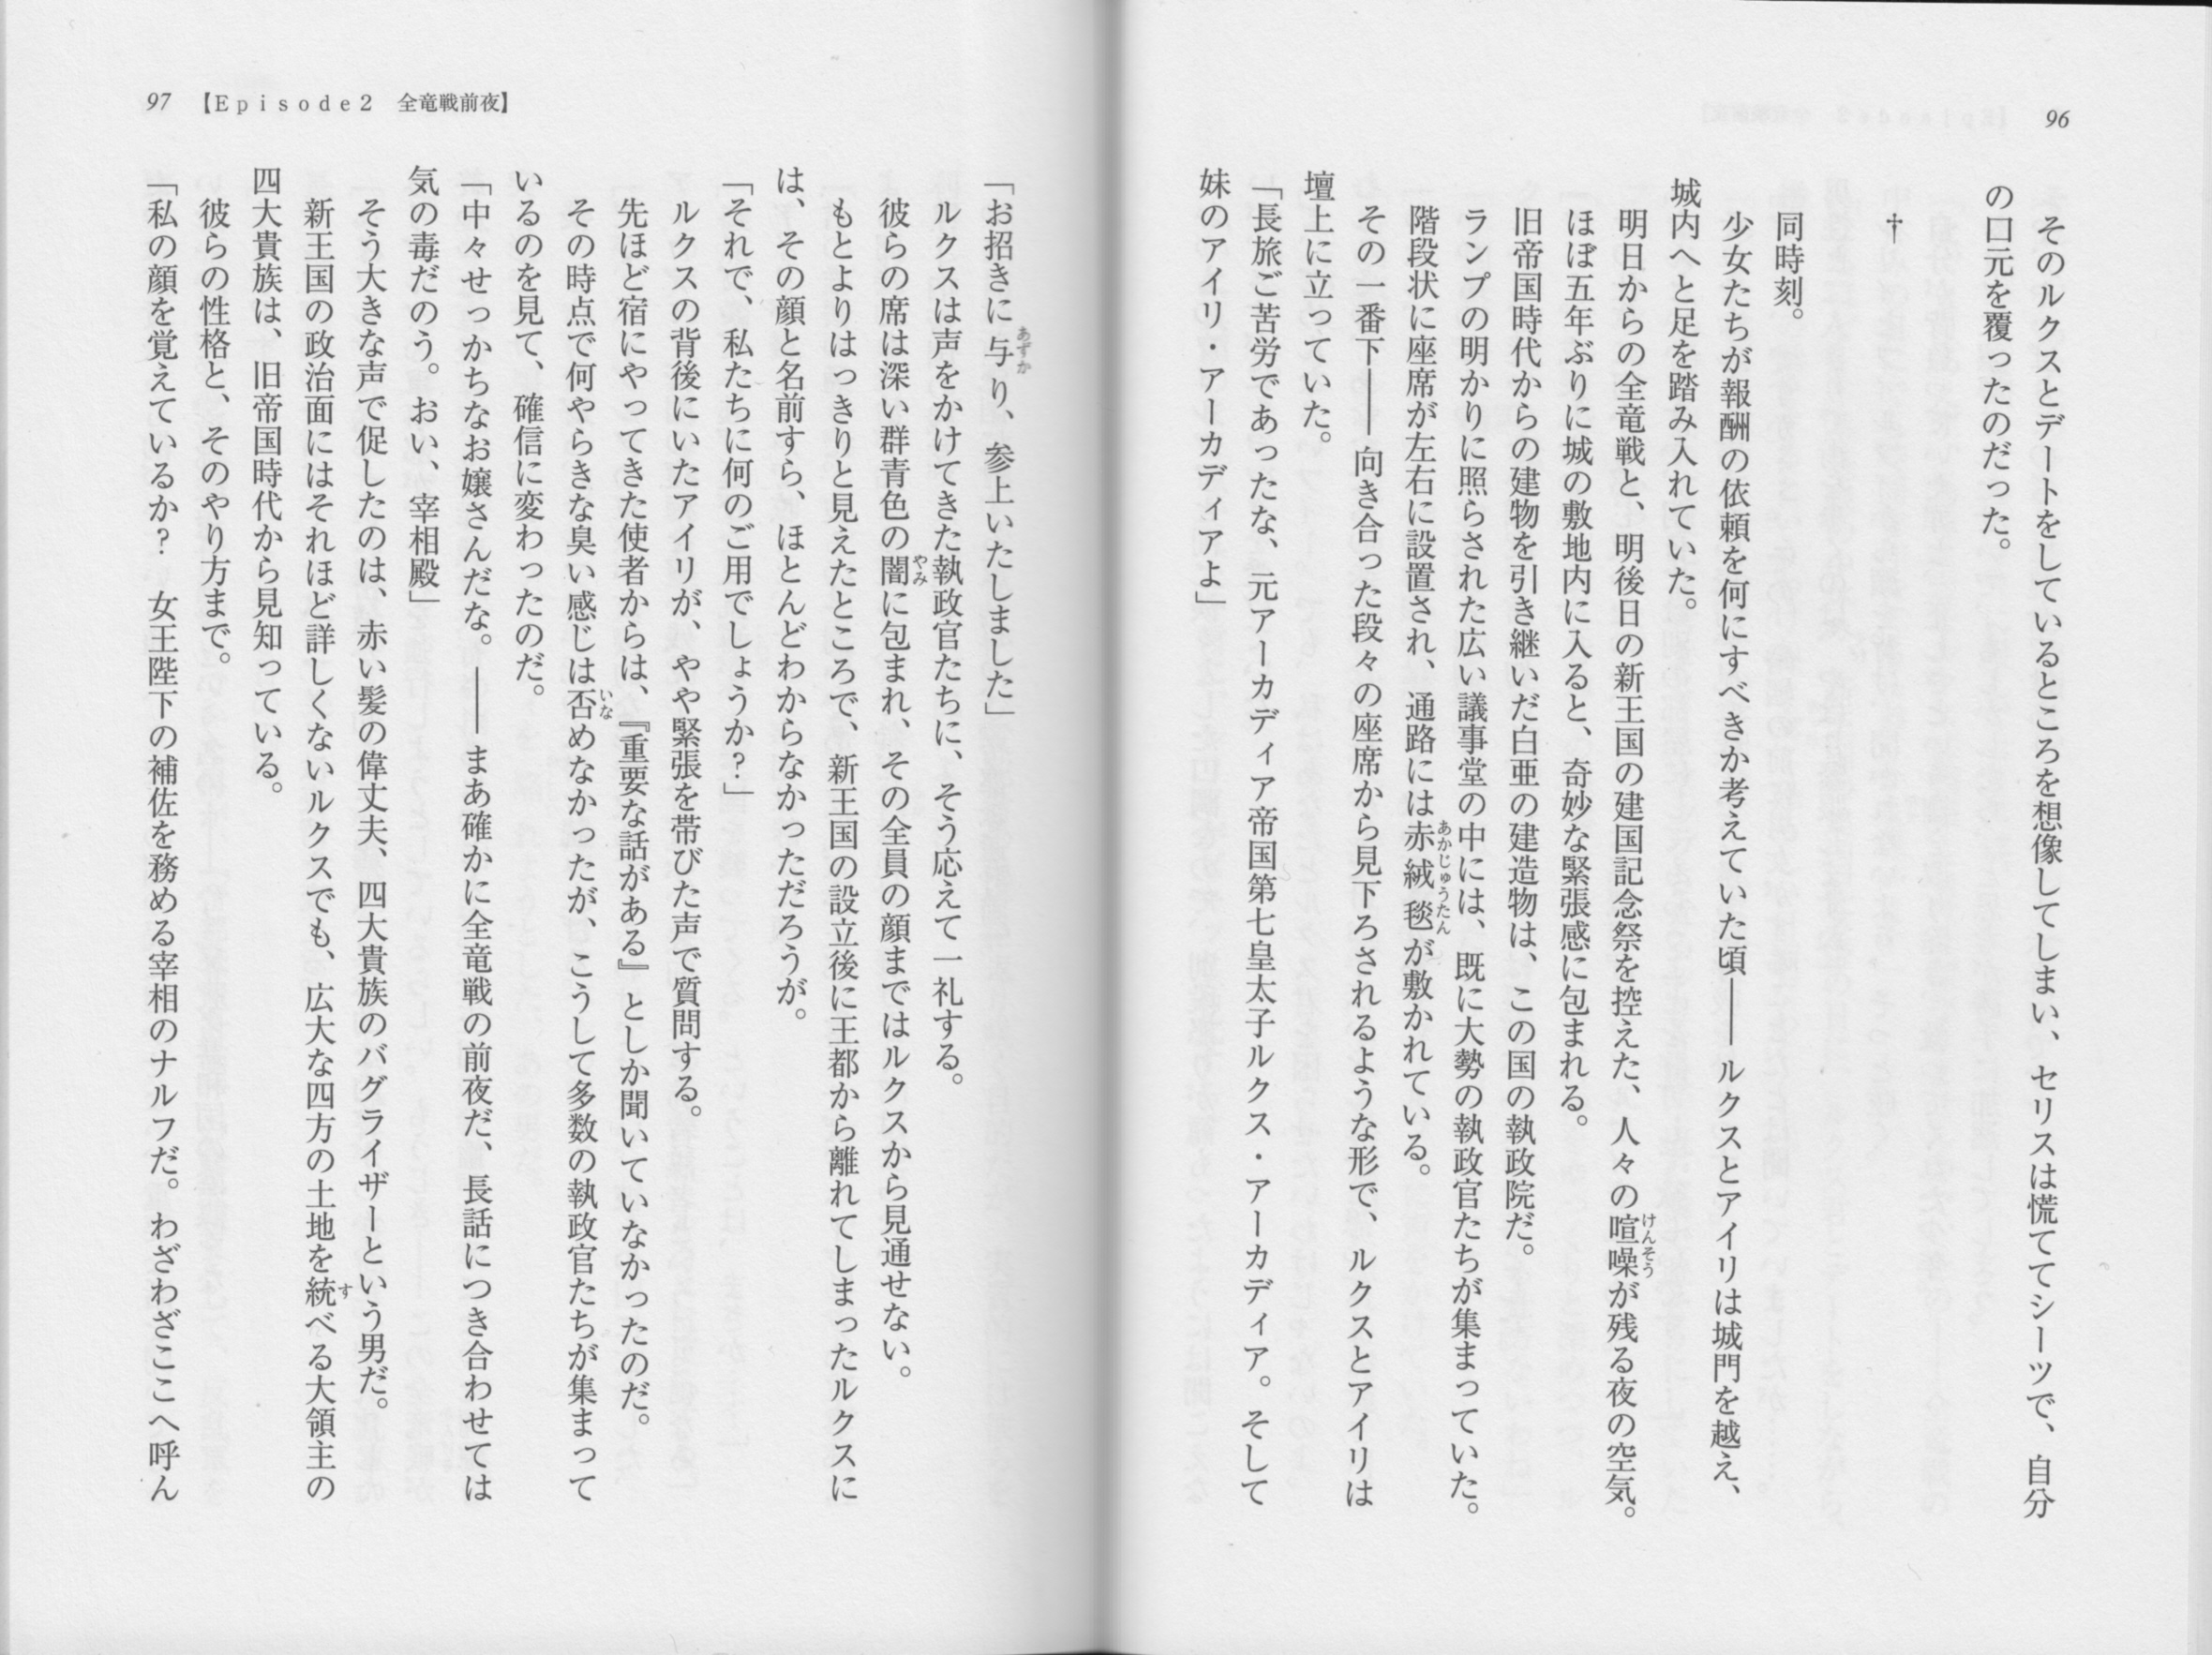 96
そのルクスとデートをしているところを想像してしまい、セリスは慌ててシーツで、自分
の口元を覆ったのだった。
†
同時刻。
少女たちが報酬の依頼を何にすべきか考えていた頃――ルクスとアイリは城門を越え、
城内へと足を踏み入れていた。
明日からの全竜戦と、明後日の新王国の建国記念祭を控えた、人々の喧噪が残る夜の空気。
ほぼ五年ぶりに城の敷地内に入ると、奇妙な緊張感に包まれる。
旧帝国時代からの建物を引き継いだ白亜の建造物は、この国の執政院だ。
ランプの明かりに照らされた広い議事堂の中には、既に大勢の執政官たちが集まっていた。
階段状に座席が左右に設置され、通路には赤絨毯が敷かれている。
その一番下――向き合った段々の座席から見下ろされるような形で、ルクスとアイリは
壇上に立っていた。
「長旅ご苦労であったな、元アーカディア帝国第七皇太子ルクス・アーカディア。そして
妹のアイリ・アーカディアよ」
97 【Episode2 全竜戦前夜】
「お招きに与り、参上いたしました」
ルクスは声をかけてきた執政官たちに、そう応えて一礼する。
彼らの席は深い群青色の闇に包まれ、その全員の顔まではルクスから見通せない。
もとよりはっきりと見えたところで、新王国の設立後に王都から離れてしまったルクスに
は、その顔と名前すら、ほとんどわからなかっただろうが。
「それで、私たちに何のご用でしょうか？」
ルクスの背後にいたアイリが、やや緊張を帯びた声で質問する。
先ほど宿にやってきた使者からは、『重要な話がある』としか聞いていなかったのだ。
その時点で何やらきな臭い感じは否めなかったが、こうして多数の執政官たちが集まって
いるのを見て、確信に変わったのだ。
「中々せっかちなお嬢さんだな。――まあ確かに全竜戦の前夜だ、長話につき合わせては
気の毒だのう。おい、宰相殿」
そう大きな声で促したのは、赤い髪の偉丈夫、四大貴族のバグライザーという男だ。
新王国の政治面にはそれほど詳しくないルクスでも、広大な四方の土地を統べる大領主の
四大貴族は、旧帝国時代から見知っている。
彼らの性格と、そのやり方まで。
「私の顔を覚えているか？　女王陛下の補佐を務める宰相のナルフだ。わざわざここへ呼ん